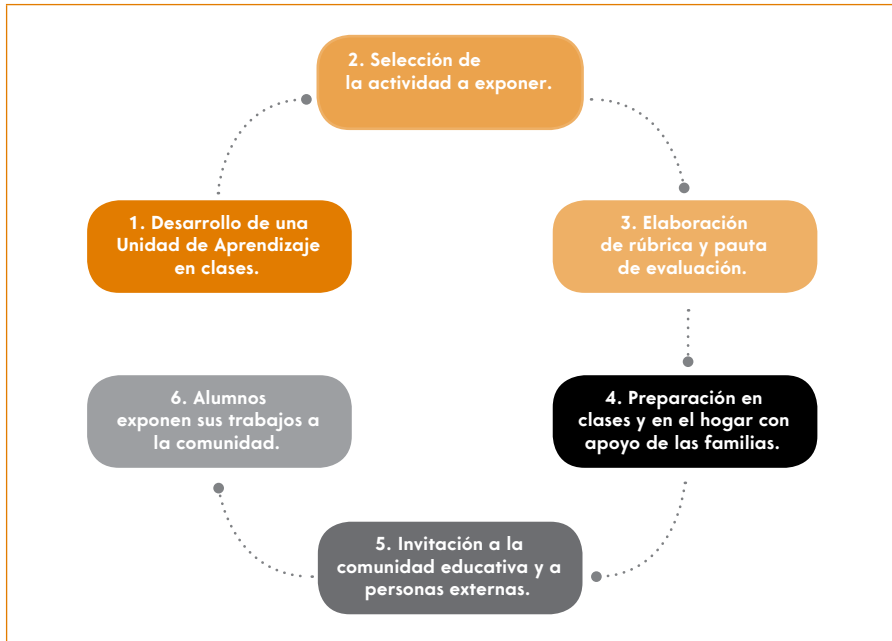 1. Desarrollo de una
Unidad de Aprendizaje
en clases.
2. Selección de
la actividad a exponer.
3. Elaboración
de rúbrica y pauta
de evaluación.
4. Preparación en
clases y en el hogar con
apoyo de las familias.
5. Invitación a la
comunidad educativa y a
personas externas.
6. Alumnos
exponen sus trabajos a
la comunidad.